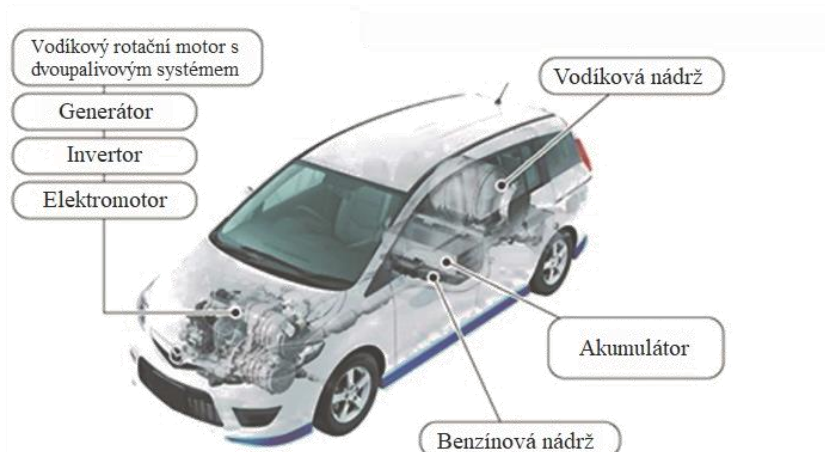 Vodíkový rotační motor s
dvoupalivovým systémem
Generátor
Invertor
Elektromotor
Vodíková nádrž
Akumulátor
Benzínová nádrž